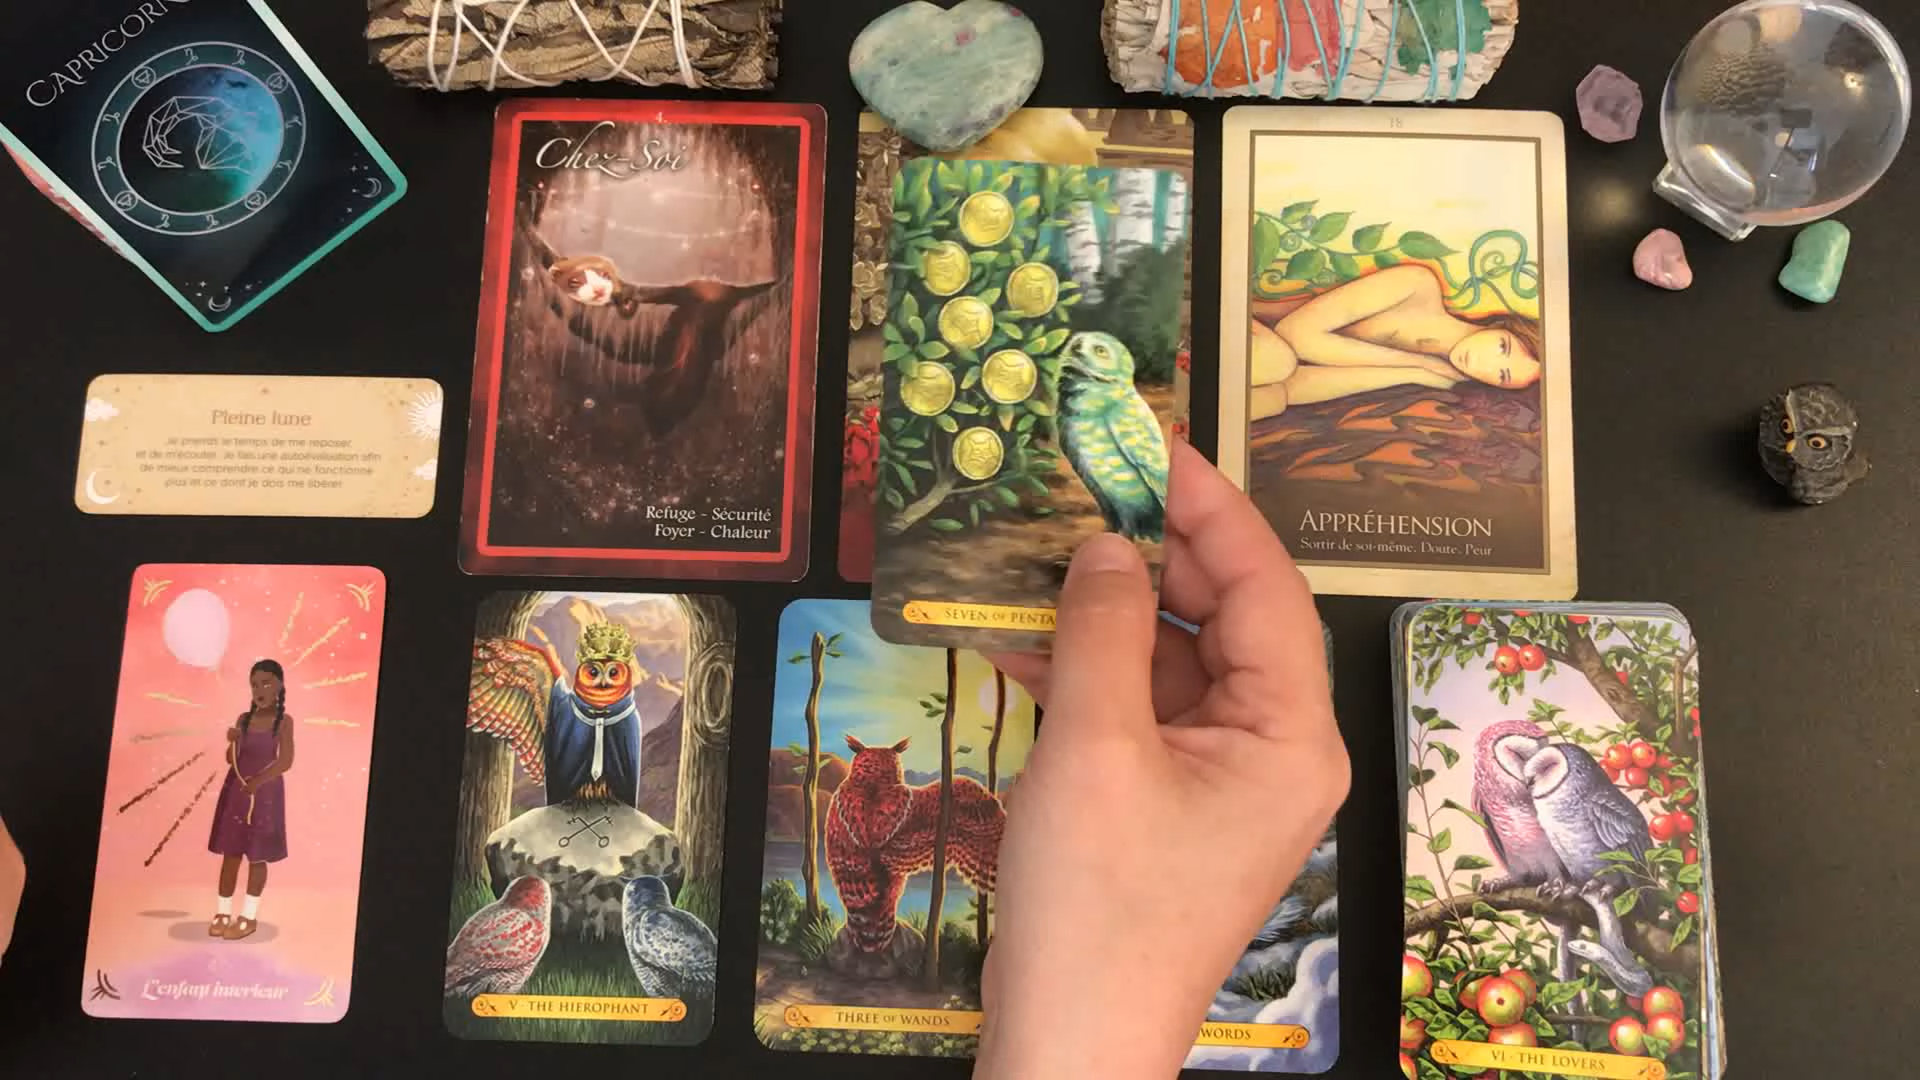 CAPRICORN
4
Chez-Soi
Refuge - Sécurité
Foyer - Chaleur
SEVEN OF PENTA
18
APPRÉHENSION
Sortir de soi-même. Doute. Peur
Pleine lune
Je prends le temps de me reposer
et de m'écouter. Je fais une autoévaluation afin
de mieux comprendre ce qui ne fonctionne
plus et ce dont je dois me libérer
L'enfant interieur
V - THE HIEROPHANT
THREE OF WANDS
WORDS
VI - THE LOVERS